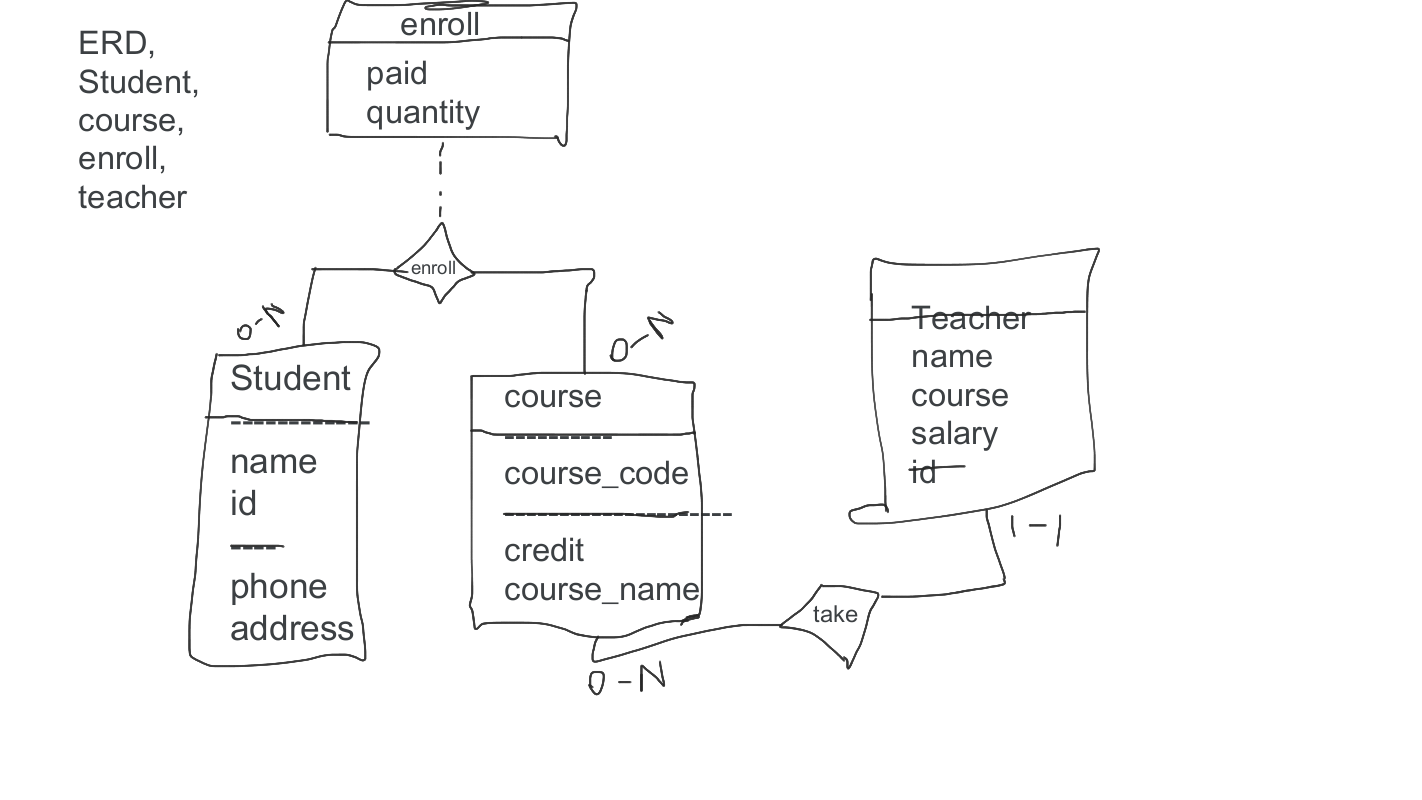 ERD,
Student,
course,
enroll,
teacher
enroll
paid
quantity
enroll
0-N
0-N
Student
name
id
phone
address
course
course_code
credit
course_name
Teacher
name
course
salary
id
1-1
take
0-N